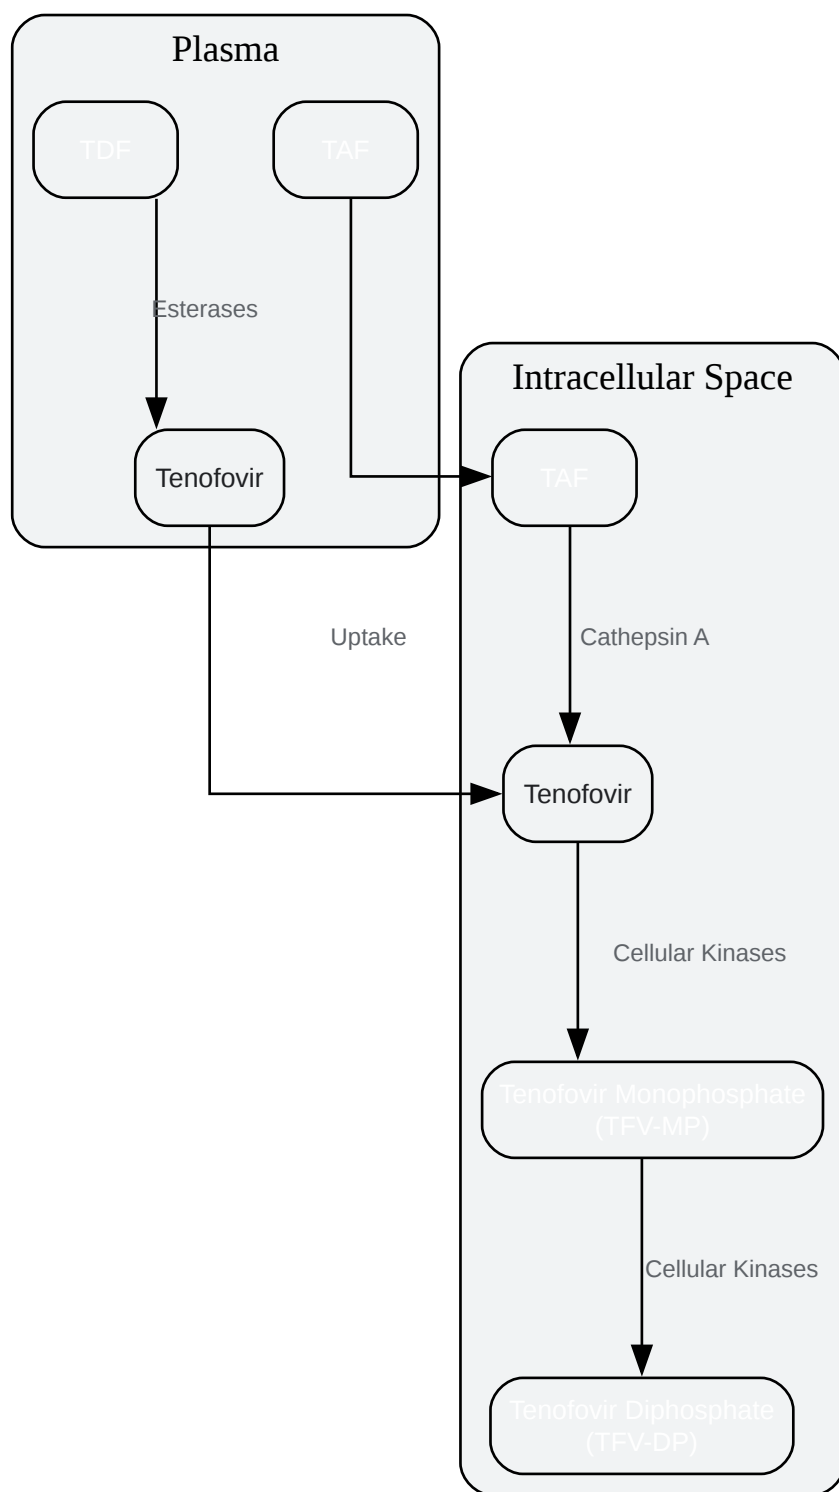 Plasma
TDF
TAF
Esterases
Tenofovir
Intracellular Space
TAF
Uptake
Cathepsin A
Tenofovir
Cellular Kinases
Tenofovir Monophosphate
(TFV-MP)
Cellular Kinases
Tenofovir Diphosphate
(TFV-DP)